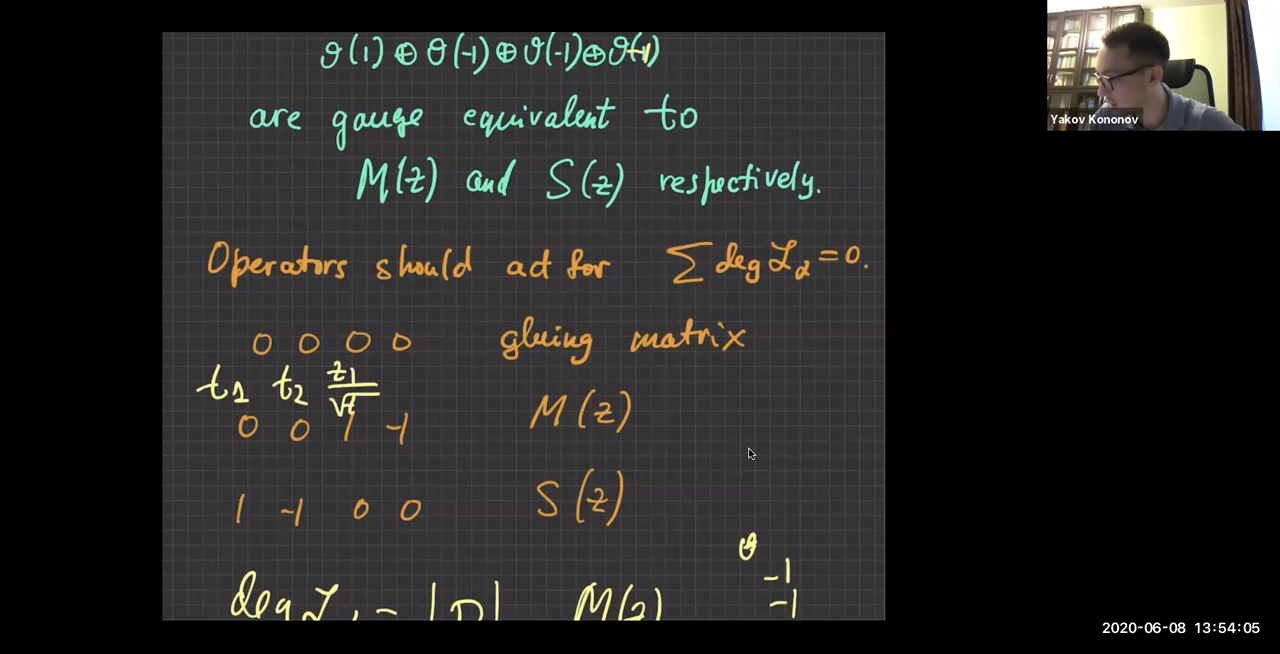 O(1) ⊕ O(-1) ⊕ O(-1) ⊕ O(-1)
are gauge equivalent to
M(z) and S(z) respectively.
Operators should act for ∑ deg ℒ_α = 0.
0 0 0 0 gluing matrix
t₁ t₂ z₁/√t
0 0 1 -1 M(z)
1 -1 0 0 S(z)
O
-1
-1
deg ℒ M(z)
Yakov Kononov
2020-06-08 13:54:05